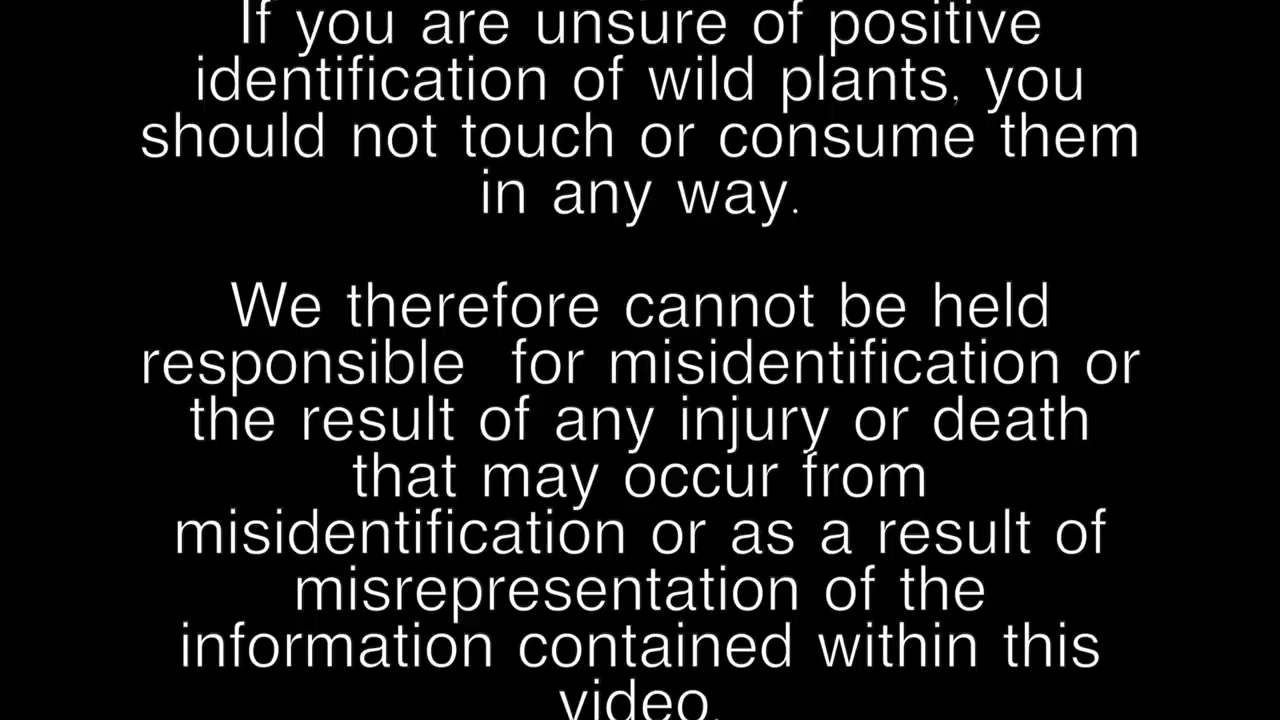 If you are unsure of positive
identification of wild plants, you
should not touch or consume them
in any way.
We therefore cannot be held
responsible  for misidentification or
the result of any injury or death
that may occur from
misidentification or as a result of
misrepresentation of the
information contained within this
video.